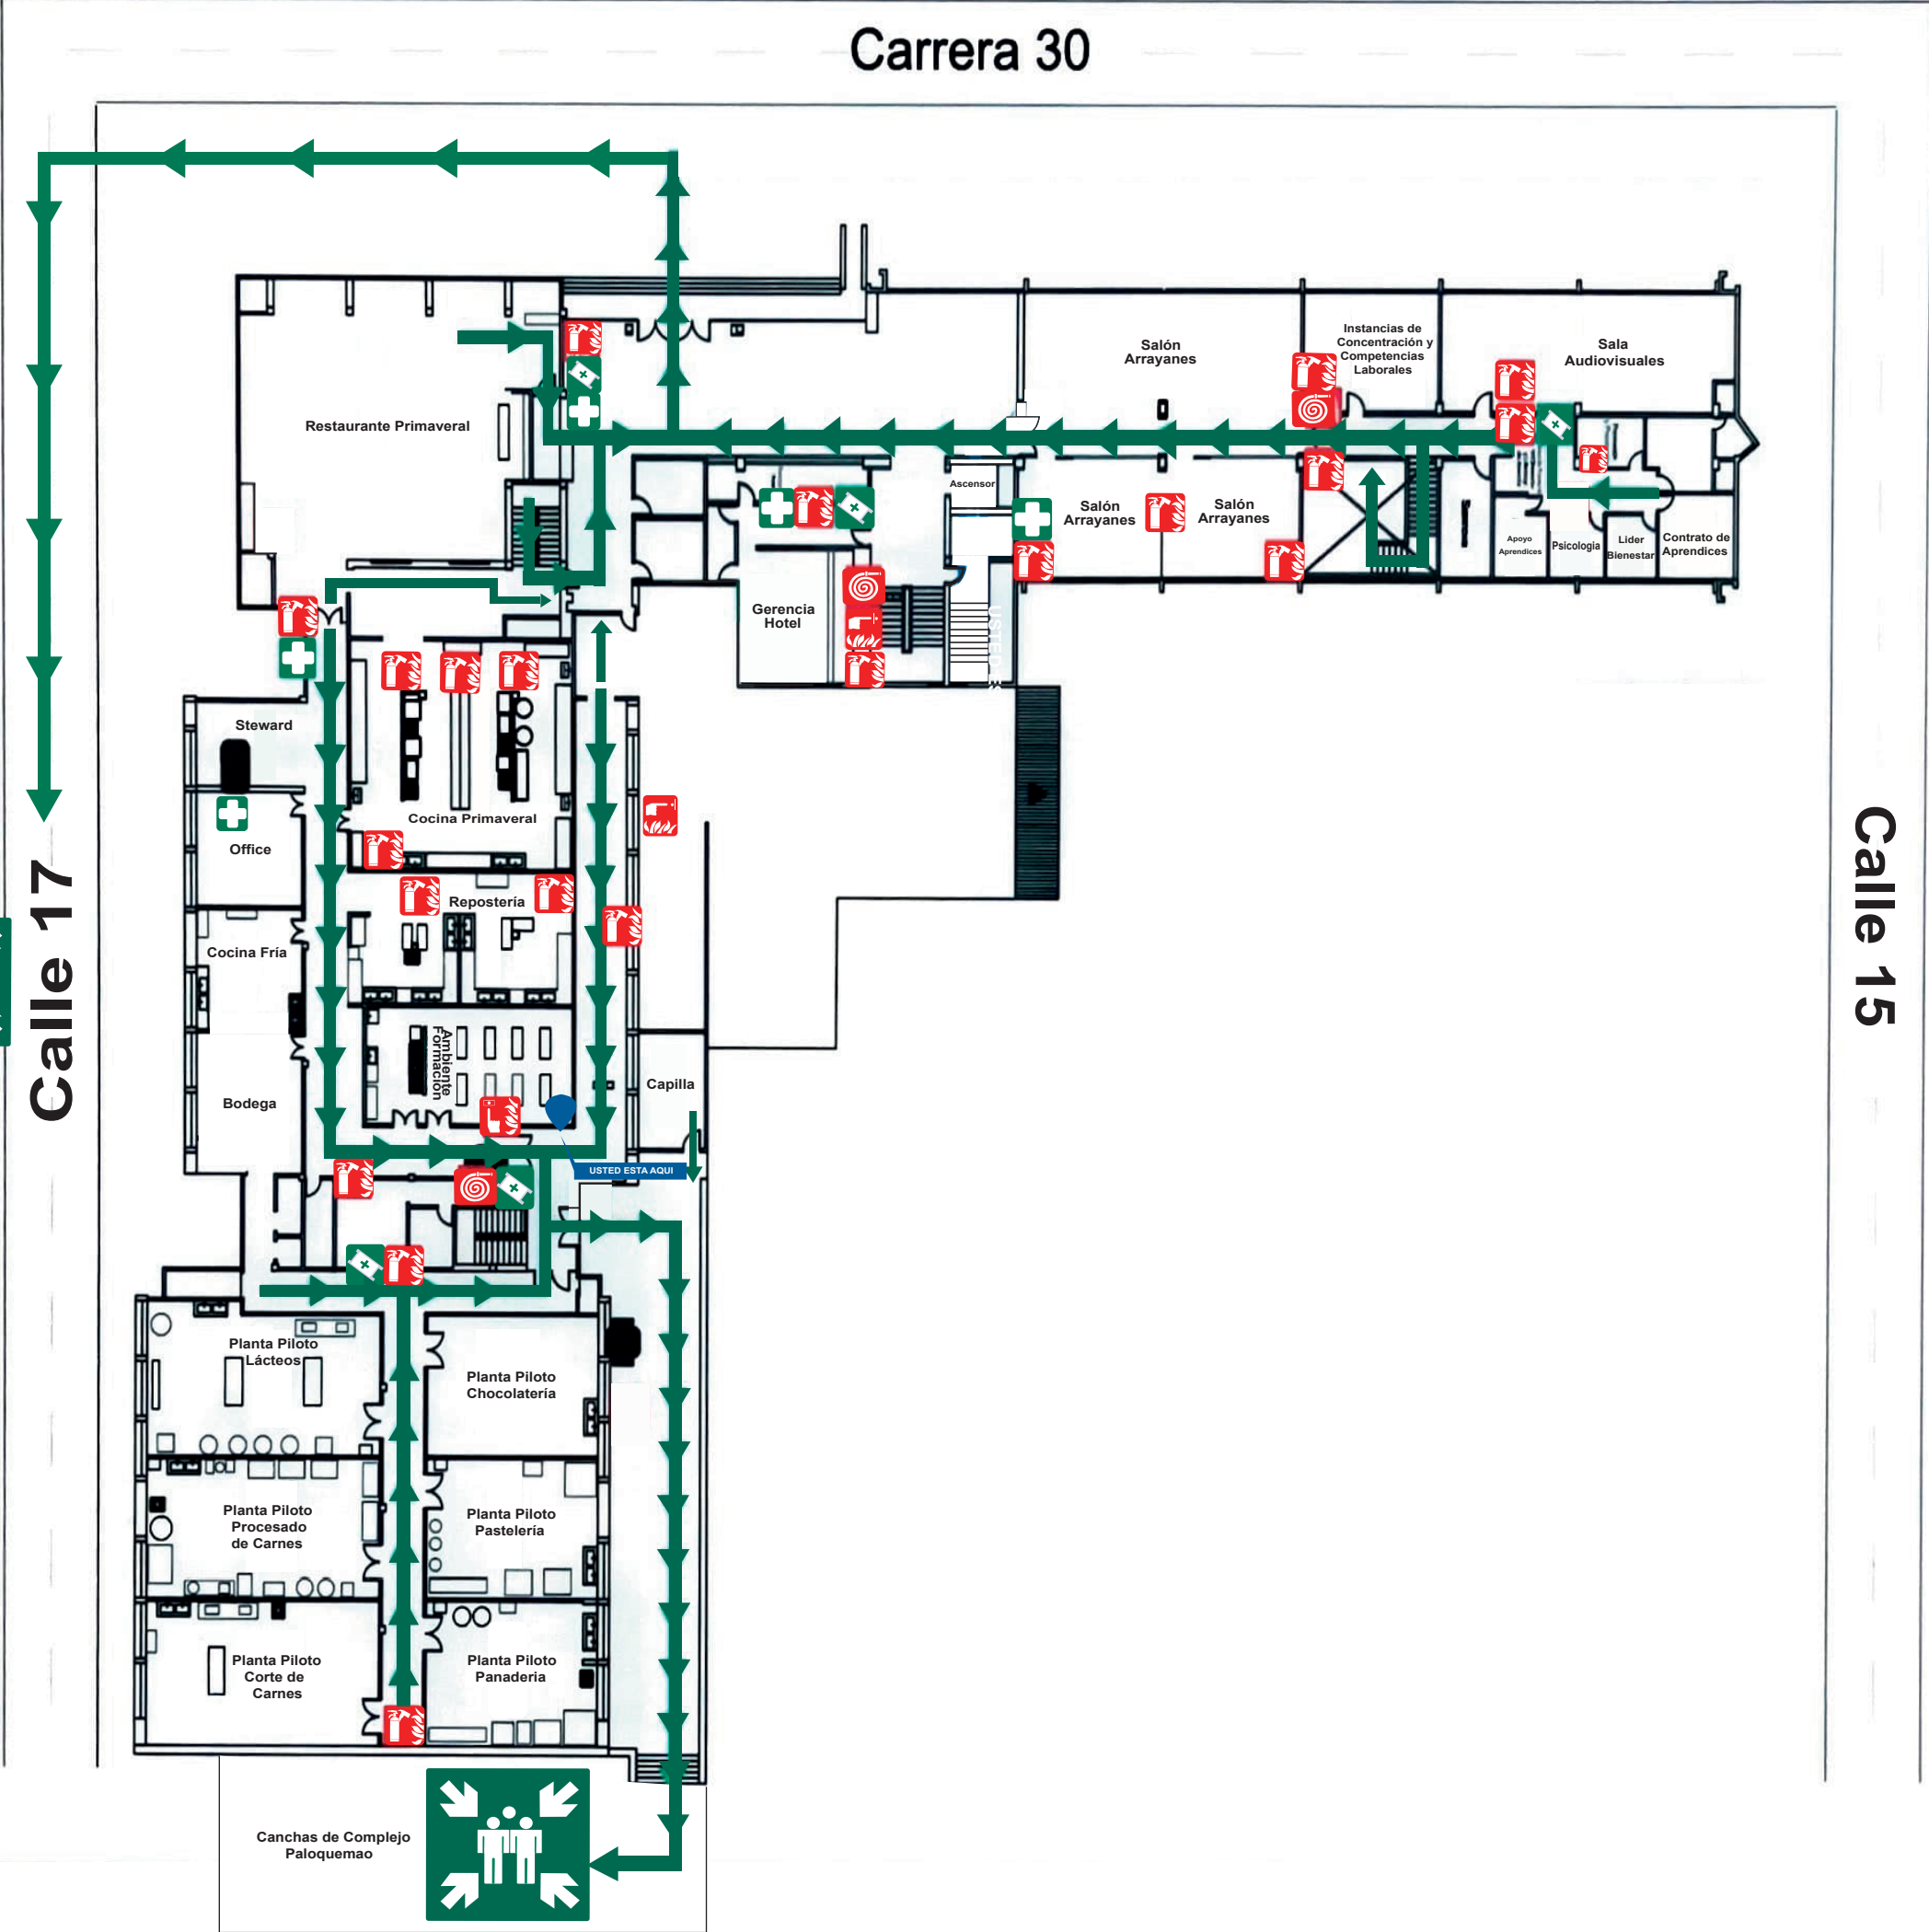 Carrera 30
Instancias de
Concentración y
Competencias
Laborales
Salón
Arrayanes
Sala
Audiovisuales
Restaurante Primaveral
Ascensor
Salón
Arrayanes
Salón
Arrayanes
Apoyo
Aprendices
Psicologia
Lider
Bienestar
Contrato de
Aprendices
Gerencia
Hotel
USTED ES
Steward
Cocina Primaveral
Office
Repostería
Cocina Fría
Calle 17
Calle 15
Ambiente
Formación
Capilla
Bodega
USTED ESTA AQUI
Planta Piloto
Lácteos
Planta Piloto
Chocolatería
Planta Piloto
Procesado
de Carnes
Planta Piloto
Pastelería
Planta Piloto
Corte de
Carnes
Planta Piloto
Panaderia
Canchas de Complejo
Paloquemao